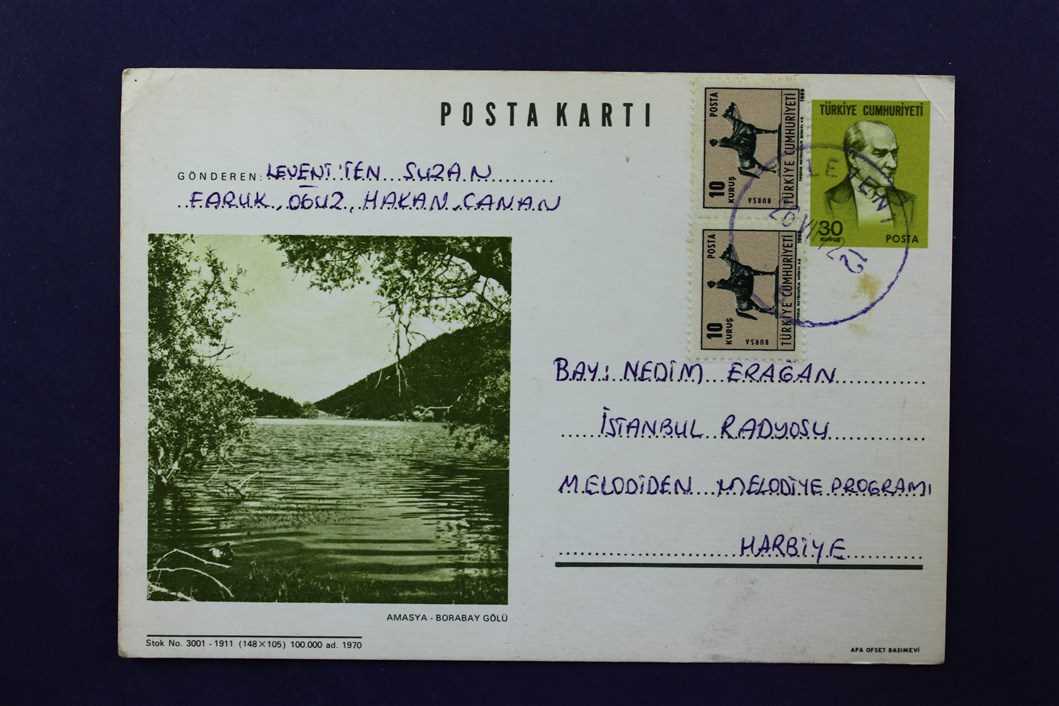 POSTA KARTI
GÖNDEREN: LEVENT'TEN SUZAN
FARUK, OĞUZ, HAKAN, CANAN
POSTA
10
KURUŞ
BURSA
TÜRKİYE CUMHURİYETİ
POSTA
10
KURUŞ
BURSA
TÜRKİYE CUMHURİYETİ
TÜRKİYE CUMHURİYETİ
30
KURUŞ
POSTA
BAY: NEDİM ERAĞAN
İSTANBUL RADYOSU
MELODİDEN MELODİYE PROGRAMI
HARBİYE
AMASYA - BORABAY GÖLÜ
Stok No. 3001 - 1911 (148×105) 100.000 ad. 1970
APA OFSET BASIMEVİ